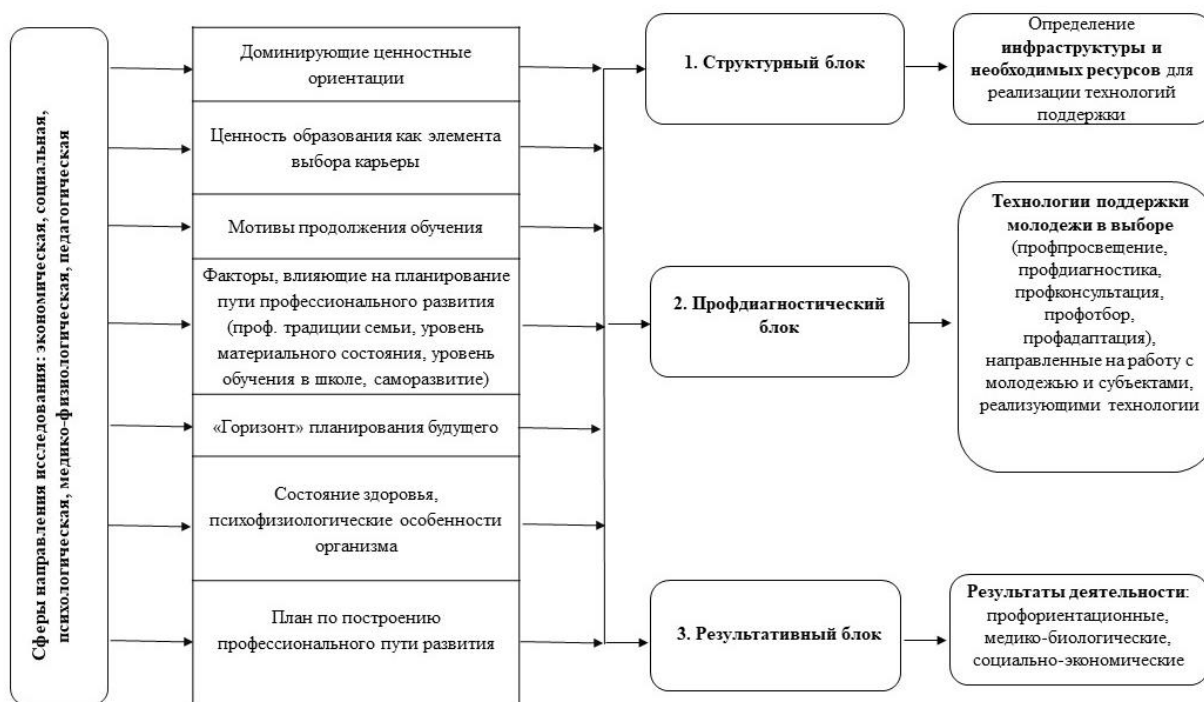 Сферы направления исследования: экономическая, социальная,
психологическая, медико-физиологическая, педагогическая
Доминирующие ценностные
ориентации
Ценность образования как элемента
выбора карьеры
Мотивы продолжения обучения
Факторы, влияющие на планирование
пути профессионального развития
(проф. традиции семьи, уровень
материального состояния, уровень
обучения в школе, саморазвитие)
«Горизонт» планирования будущего
Состояние здоровья,
психофизиологические особенности
организма
План по построению
профессионального пути развития
1. Структурный блок
2. Профдиагностический
блок
3. Результативный блок
Определение
инфраструктуры и
необходимых ресурсов для
реализации технологий
поддержки
Технологии поддержки
молодежи в выборе
(профпросвещение,
профдиагностика,
профконсультация,
профотбор,
профадаптация),
направленные на работу с
молодежью и субъектами,
реализующими технологии
Результаты деятельности:
профориентационные,
медико-биологические,
социально-экономические